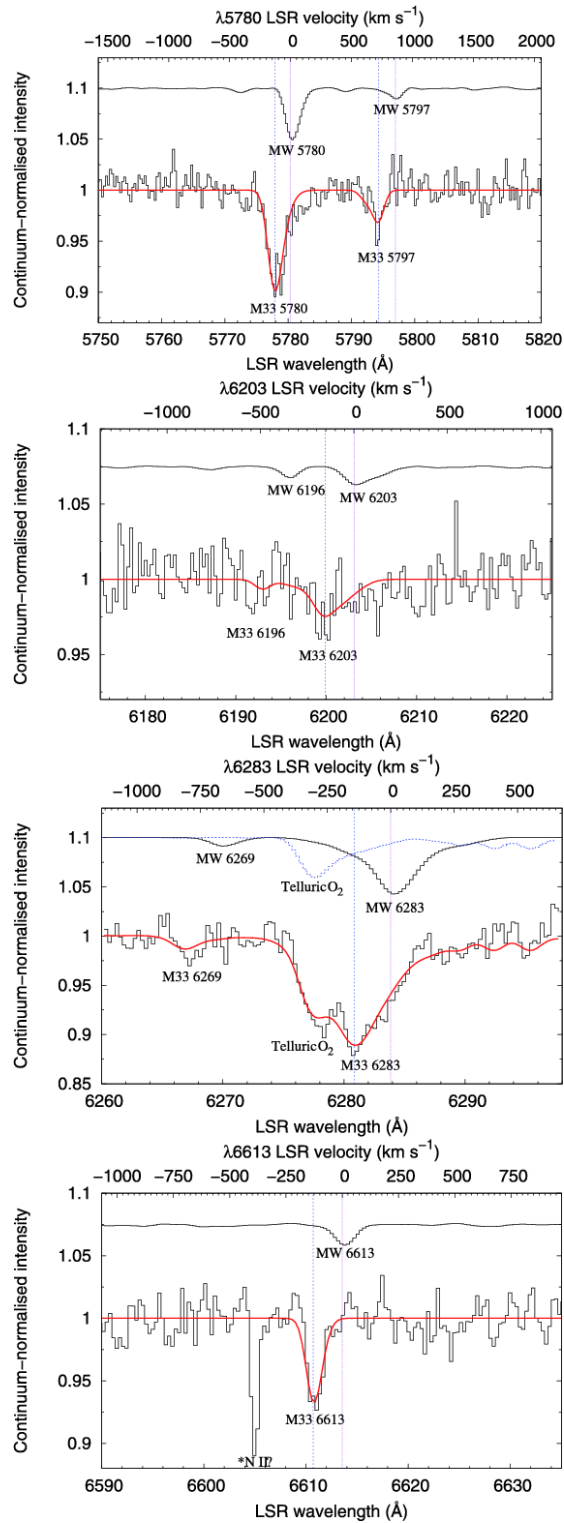 λ5780 LSR velocity (km s⁻¹)
−1500 −1000 −500 0 500 1000 1500 2000
1.1
MW 5797
1.05
MW 5780
Continuum−normalised intensity
1
0.95
M33 5797
0.9
M33 5780
5750 5760 5770 5780 5790 5800 5810 5820
LSR wavelength (Å)
λ6203 LSR velocity (km s⁻¹)
−1000 −500 0 500 1000
1.1
MW 6196 MW 6203
1.05
Continuum−normalised intensity
1
M33 6196
M33 6203
0.95
6180 6190 6200 6210 6220
LSR wavelength (Å)
λ6283 LSR velocity (km s⁻¹)
−1000 −750 −500 −250 0 250 500
1.1
MW 6269
Telluric O₂
1.05
MW 6283
Continuum−normalised intensity
1
M33 6269
0.95
0.9
Telluric O₂
M33 6283
0.85
6260 6270 6280 6290
LSR wavelength (Å)
λ6613 LSR velocity (km s⁻¹)
−1000 −750 −500 −250 0 250 500 750
1.1
MW 6613
1.05
Continuum−normalised intensity
1
0.95
M33 6613
0.9
*N II?
6590 6600 6610 6620 6630
LSR wavelength (Å)